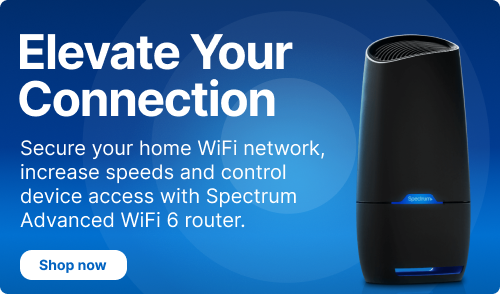 Elevate Your
Connection
Secure your home WiFi network,
increase speeds and control
device access with Spectrum
Advanced WiFi 6 router.
Shop now
Spectrum